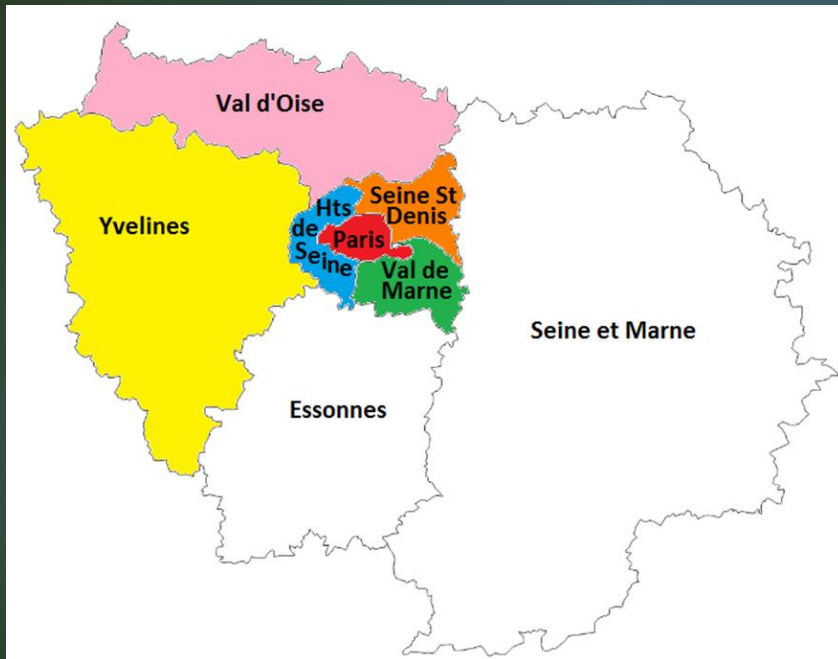 Val d'Oise
Yvelines
Hts
de
Seine
Seine St
Denis
Paris
Val de
Marne
Seine et Marne
Essonnes